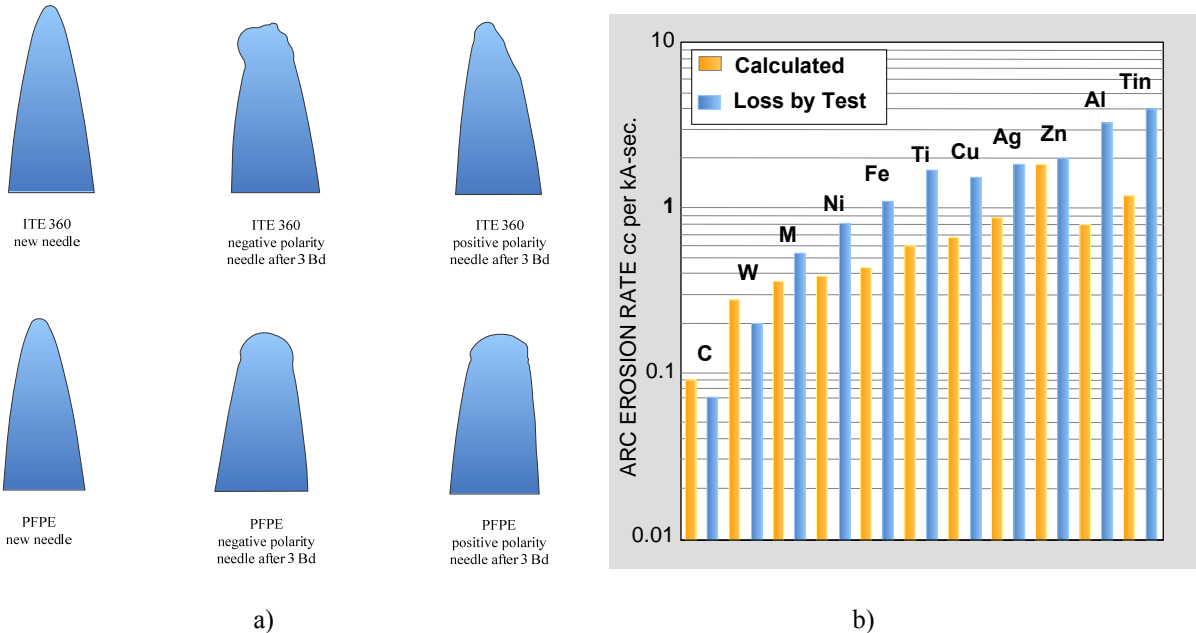 ITE 360
new needle
ITE 360
negative polarity
needle after 3 Bd
ITE 360
positive polarity
needle after 3 Bd
PFPE
new needle
PFPE
negative polarity
needle after 3 Bd
PFPE
positive polarity
needle after 3 Bd
a)
ARC EROSION RATE cc per kA-sec.
10
1
0.1
0.01
Calculated
Loss by Test
C
W
M
Ni
Fe
Ti
Cu
Ag
Zn
Al
Tin
b)